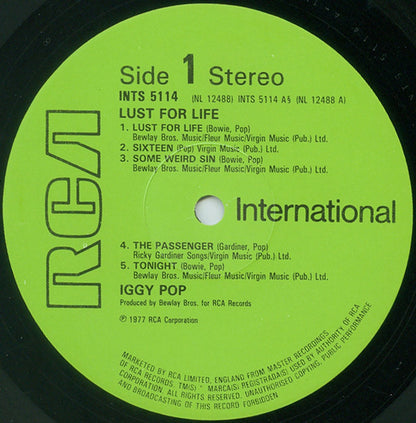 Side 1 Stereo
INTS 5114 (NL 12488) INTS 5114 A§ (NL 12488 A)
LUST FOR LIFE
1. LUST FOR LIFE (Bowie, Pop)
Bewlay Bros. Music/Fleur Music/Virgin Music (Pub.) Ltd.
2. SIXTEEN (Pop) Virgin Music (Pub.) Ltd.
3. SOME WEIRD SIN (Bowie, Pop)
Bewlay Bros. Music/Fleur Music/Virgin Music (Pub.) Ltd.
RCA
International
4. THE PASSENGER (Gardiner, Pop)
Ricky Gardiner Songs/Virgin Music (Pub.) Ltd.
5. TONIGHT (Bowie, Pop)
Bewlay Bros. Music/Fleur Music/Virgin Music (Pub.) Ltd.
IGGY POP
Produced by Bewlay Bros. for RCA Records
℗ 1977 RCA Corporation
MARKETED BY RCA LIMITED, ENGLAND FROM MASTER RECORDINGS
OF RCA RECORDS. TM(S) ® MARCA(S) REGISTRADA(S) USED BY AUTHORITY OF RCA
CORPORATION. ALL RIGHTS RESERVED. UNAUTHORISED COPYING, PUBLIC PERFORMANCE
AND BROADCASTING OF THIS RECORD FORBIDDEN